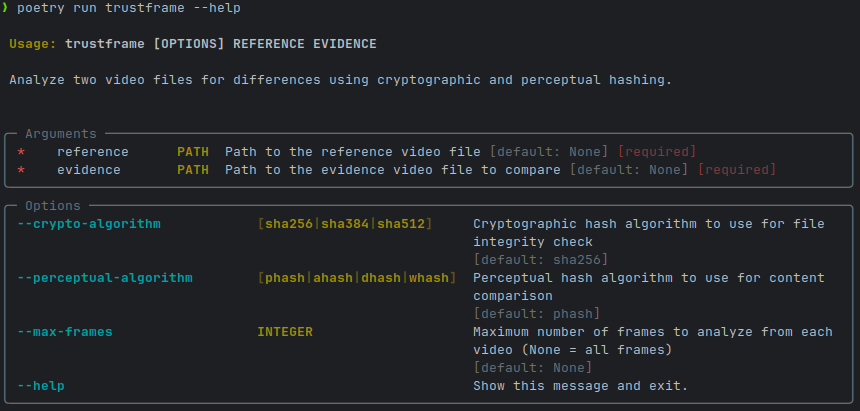 ❯ poetry run trustframe --help
Usage: trustframe [OPTIONS] REFERENCE EVIDENCE
Analyze two video files for differences using cryptographic and perceptual hashing.
Arguments
* reference PATH Path to the reference video file [default: None] [required]
* evidence PATH Path to the evidence video file to compare [default: None] [required]
Options
--crypto-algorithm [sha256|sha384|sha512] Cryptographic hash algorithm to use for file
integrity check
[default: sha256]
--perceptual-algorithm [phash|ahash|dhash|whash] Perceptual hash algorithm to use for content
comparison
[default: phash]
--max-frames INTEGER Maximum number of frames to analyze from each
video (None = all frames)
[default: None]
--help Show this message and exit.